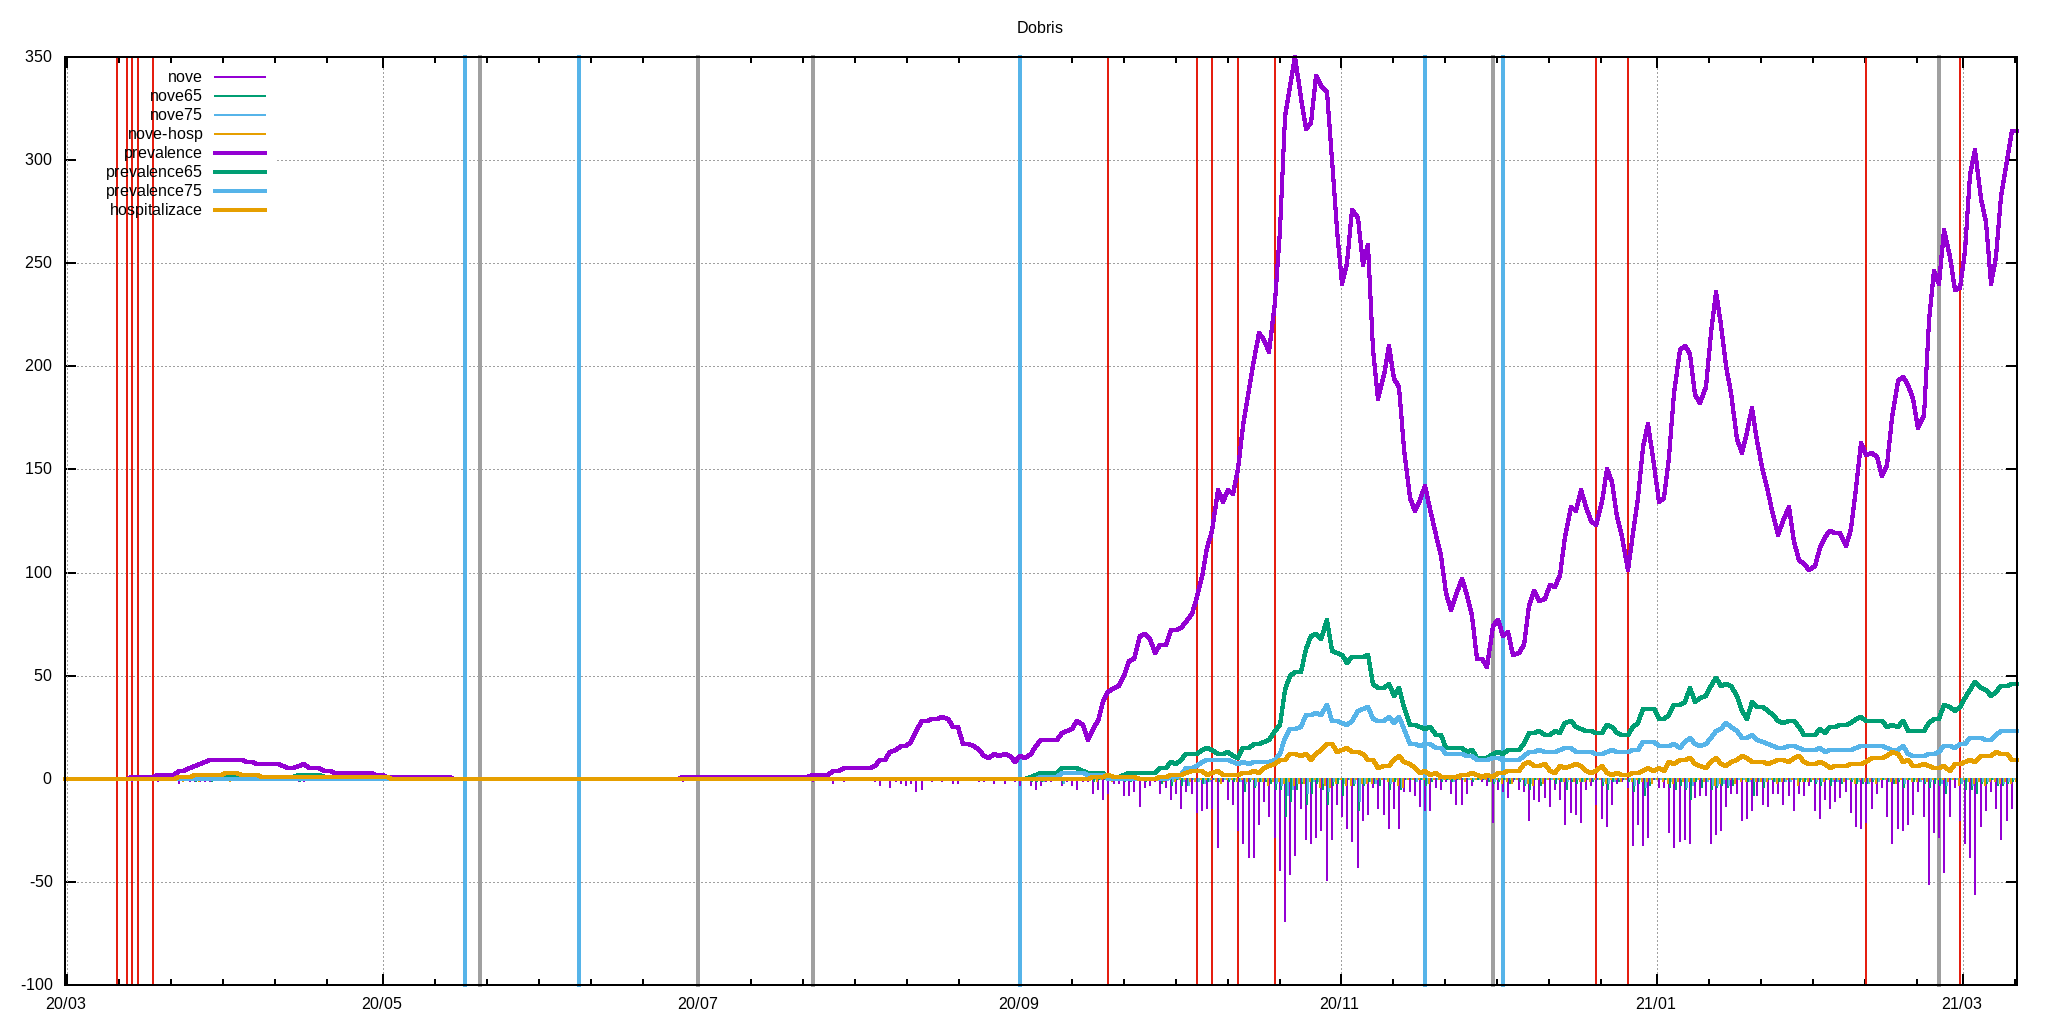 Dobris
350
300
250
200
150
100
50
0
-50
-100
nove
nove65
nove75
nove-hosp
prevalence
prevalence65
prevalence75
hospitalizace
20/03 20/05 20/07 20/09 20/11 21/01 21/03